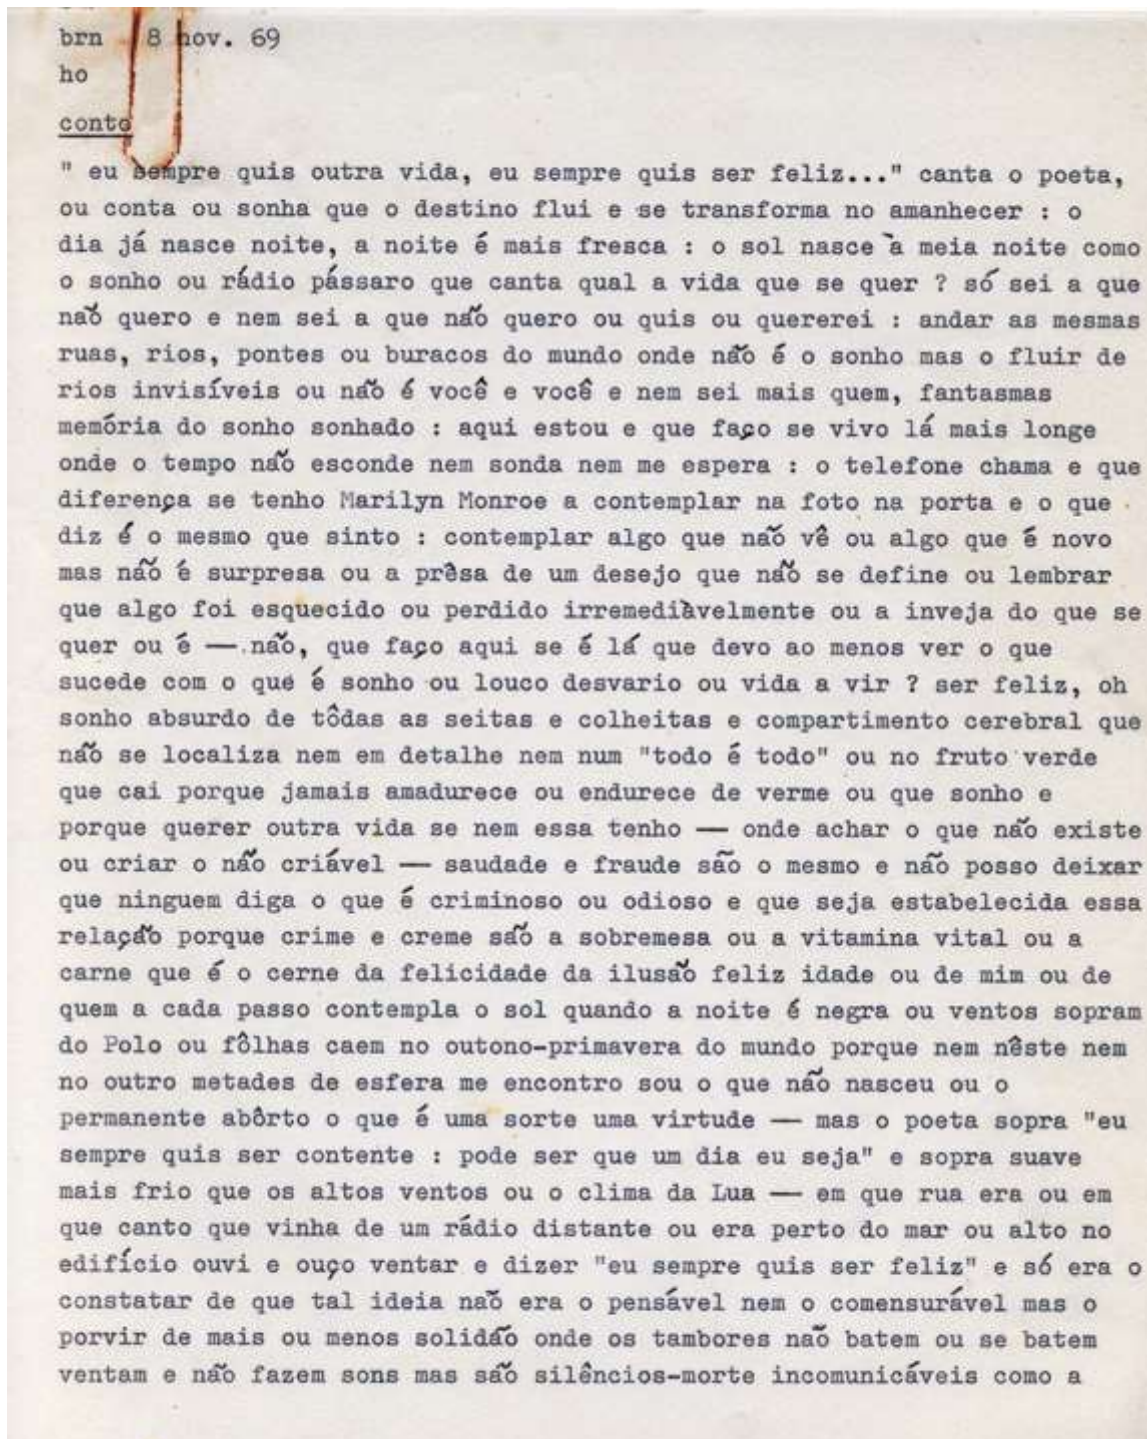 brn 8 nov. 69
ho
conto
" eu sempre quis outra vida, eu sempre quis ser feliz..." canta o poeta,
ou conta ou sonha que o destino flui e se transforma no amanhecer : o
dia já nasce noite, a noite é mais fresca : o sol nasce à meia noite como
o sonho ou rádio pássaro que canta qual a vida que se quer ? só sei a que
naõ quero e nem sei a que não quero ou quis ou quererei : andar as mesmas
ruas, rios, pontes ou buracos do mundo onde não é o sonho mas o fluir de
rios invisíveis ou não é você e você e nem sei mais quem, fantasmas
memória do sonho sonhado : aqui estou e que faço se vivo lá mais longe
onde o tempo não esconde nem sonda nem me espera : o telefone chama e que
diferença se tenho Marilyn Monroe a contemplar na foto na porta e o que
diz é o mesmo que sinto : contemplar algo que não vê ou algo que é novo
mas não é surpresa ou a prêsa de um desejo que não se define ou lembrar
que algo foi esquecido ou perdido irremediàvelmente ou a inveja do que se
quer ou é — não, que faço aqui se é lá que devo ao menos ver o que
sucede com o que é sonho ou louco desvario ou vida a vir ? ser feliz, oh
sonho absurdo de tôdas as seitas e colheitas e compartimento cerebral que
não se localiza nem em detalhe nem num "todo é todo" ou no fruto verde
que cai porque jamais amadurece ou endurece de verme ou que sonho e
porque querer outra vida se nem essa tenho — onde achar o que não existe
ou criar o não criável — saudade e fraude são o mesmo e não posso deixar
que ninguem diga o que é criminoso ou odioso e que seja estabelecida essa
relação porque crime e creme são a sobremesa ou a vitamina vital ou a
carne que é o cerne da felicidade da ilusão feliz idade ou de mim ou de
quem a cada passo contempla o sol quando a noite é negra ou ventos sopram
do Polo ou fôlhas caem no outono-primavera do mundo porque nem nêste nem
no outro metades de esfera me encontro sou o que não nasceu ou o
permanente abôrto o que é uma sorte uma virtude — mas o poeta sopra "eu
sempre quis ser contente : pode ser que um dia eu seja" e sopra suave
mais frio que os altos ventos ou o clima da Lua — em que rua era ou em
que canto que vinha de um rádio distante ou era perto do mar ou alto no
edifício ouvi e ouço ventar e dizer "eu sempre quis ser feliz" e só era o
constatar de que tal ideia não era o pensável nem o comensurável mas o
porvir de mais ou menos solidão onde os tambores não batem ou se batem
ventam e não fazem sons mas são silêncios-morte incomunicáveis como a